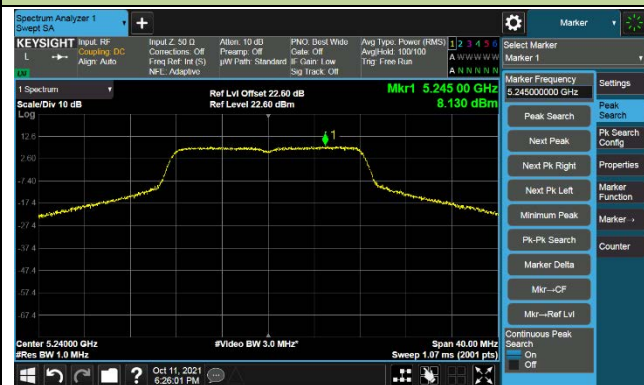 Spectrum Analyzer 1
Swept SA
+
Marker
KEYSIGHT
L
Input: RF
Coupling: DC
Align: Auto
Input Z: 50 Ω
Corrections: Off
Freq Ref: Int (S)
NFE: Adaptive
Atten: 10 dB
Preamp: Off
µW Path: Standard
PNO: Best Wide
Gate: Off
IF Gain: Low
Sig Track: Off
Avg Type: Power (RMS)
Avg|Hold: 100/100
Trig: Free Run
1 2 3 4 5 6
A W W W W W
A N N N N N
Select Marker
Marker 1
1 Spectrum
Scale/Div 10 dB
Log
Ref Lvl Offset 22.60 dB
Ref Level 22.60 dBm
Mkr1 5.245 00 GHz
8.130 dBm
1
12.6
2.60
-7.40
-17.4
-27.4
-37.4
-47.4
-57.4
-67.4
Center 5.24000 GHz
#Res BW 1.0 MHz
#Video BW 3.0 MHz*
Span 40.00 MHz
Sweep 1.07 ms (2001 pts)
Marker Frequency
5.245000000 GHz
Peak Search
Next Peak
Next Pk Right
Next Pk Left
Minimum Peak
Pk-Pk Search
Marker Delta
Mkr→CF
Mkr→Ref Lvl
Continuous Peak
Search
On
Off
Settings
Peak
Search
Pk Search
Config
Properties
Marker
Function
Marker→
Counter
?
Oct 11, 2021
6:26:01 PM